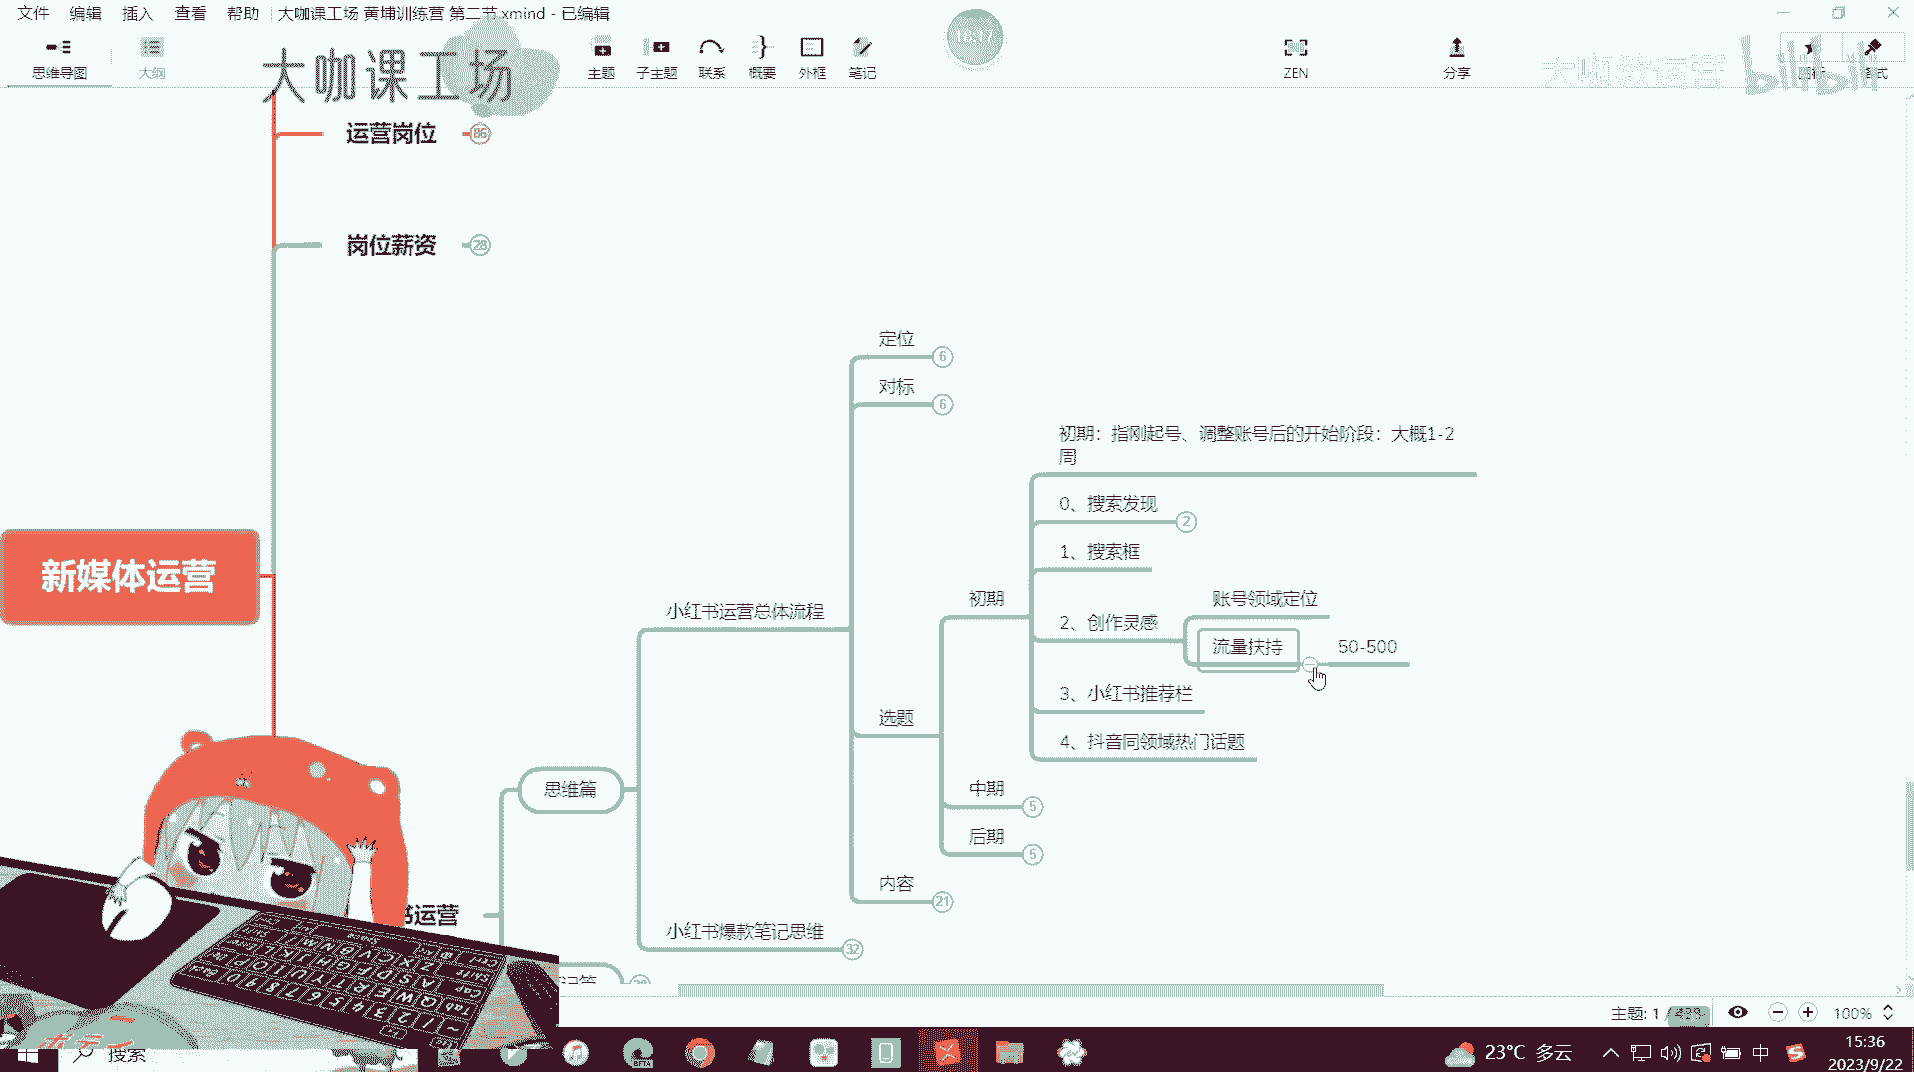 文件 编辑 插入 查看 帮助 大咖课工场 黄埔训练营 第二节.xmind - 已编辑
思维导图 大纲 主题 子主题 联系 概要 外框 笔记 ZEN 分享
大咖课工场
18:17
bilibili
运营岗位 86
岗位薪资 28
定位 6
对标 6
初期：指刚起号、调整账号后的开始阶段：大概1-2
周
0、搜索发现 2
1、搜索框
初期
账号领域定位
小红书运营总体流程
2、创作灵感
流量扶持 50-500
新媒体运营
3、小红书推荐栏
选题
4、抖音同领域热门话题
思维篇
中期 5
后期 5
内容 21
书运营
小红书爆款笔记思维 32
主题: 1 /
100%
搜索
23°C 多云
中
15:36
2023/9/22